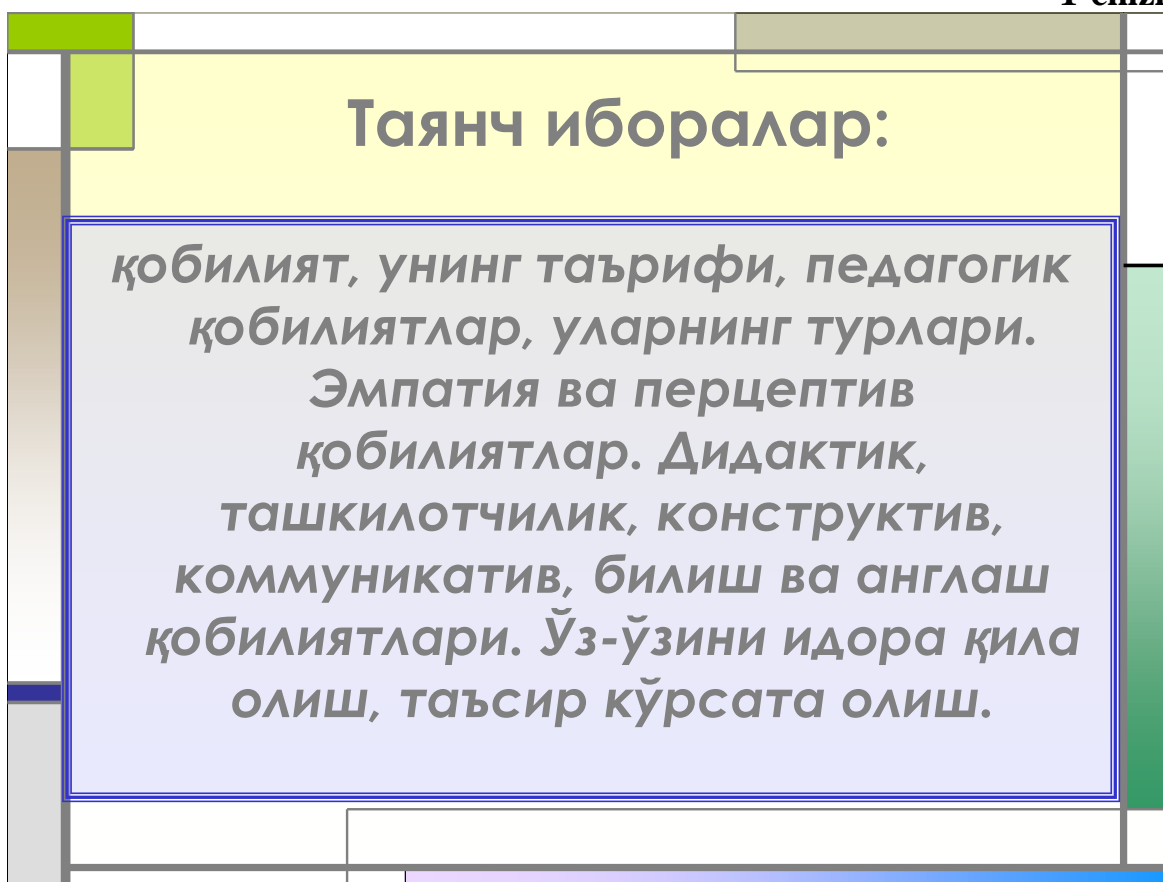 Таянч иборалар:
қобилият, унинг таърифи, педагогик
қобилиятлар, уларнинг турлари.
Эмпатия ва перцептив
қобилиятлар. Дидактик,
ташкилотчилик, конструктив,
коммуникатив, билиш ва англаш
қобилиятлари. Ўз-ўзини идора қила
олиш, таъсир кўрсата олиш.